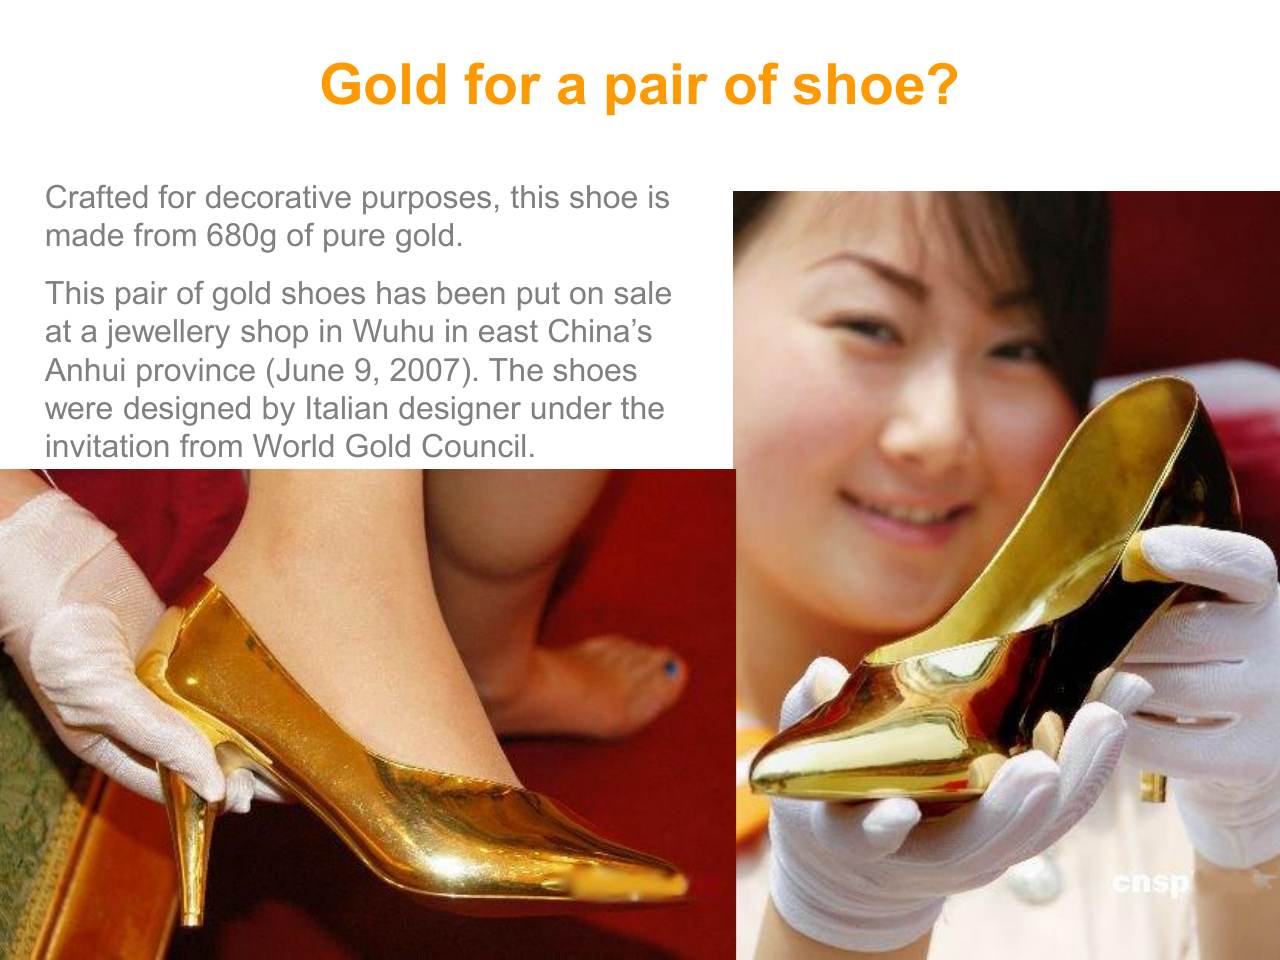 Gold for a pair of shoe?
Crafted for decorative purposes, this shoe is
made from 680g of pure gold.
This pair of gold shoes has been put on sale
at a jewellery shop in Wuhu in east China’s
Anhui province (June 9, 2007). The shoes
were designed by Italian designer under the
invitation from World Gold Council.
cnsp